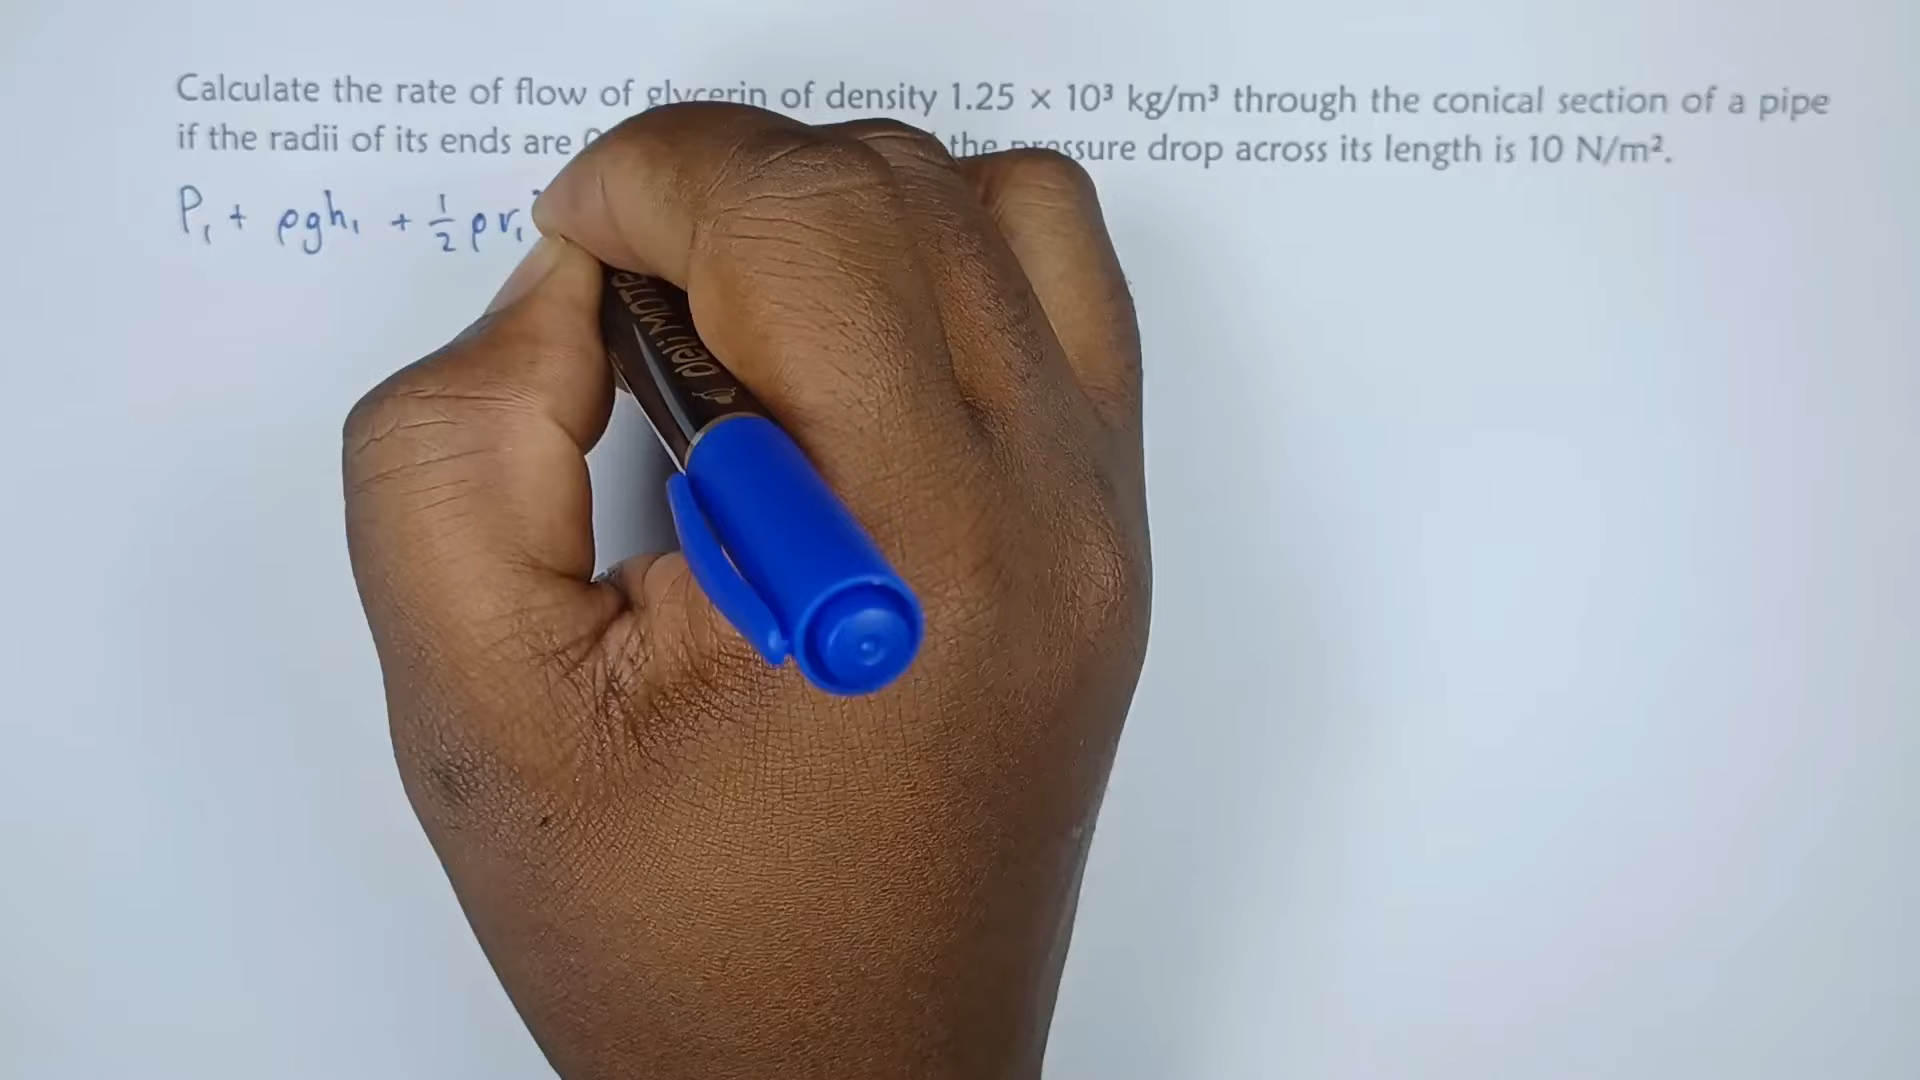 Calculate the rate of flow of glycerin of density 1.25 × 10³ kg/m³ through the conical section of a pipe
if the radii of its ends are the pressure drop across its length is 10 N/m².
P₁ + ρgh₁ + ½ρv₁²
deli